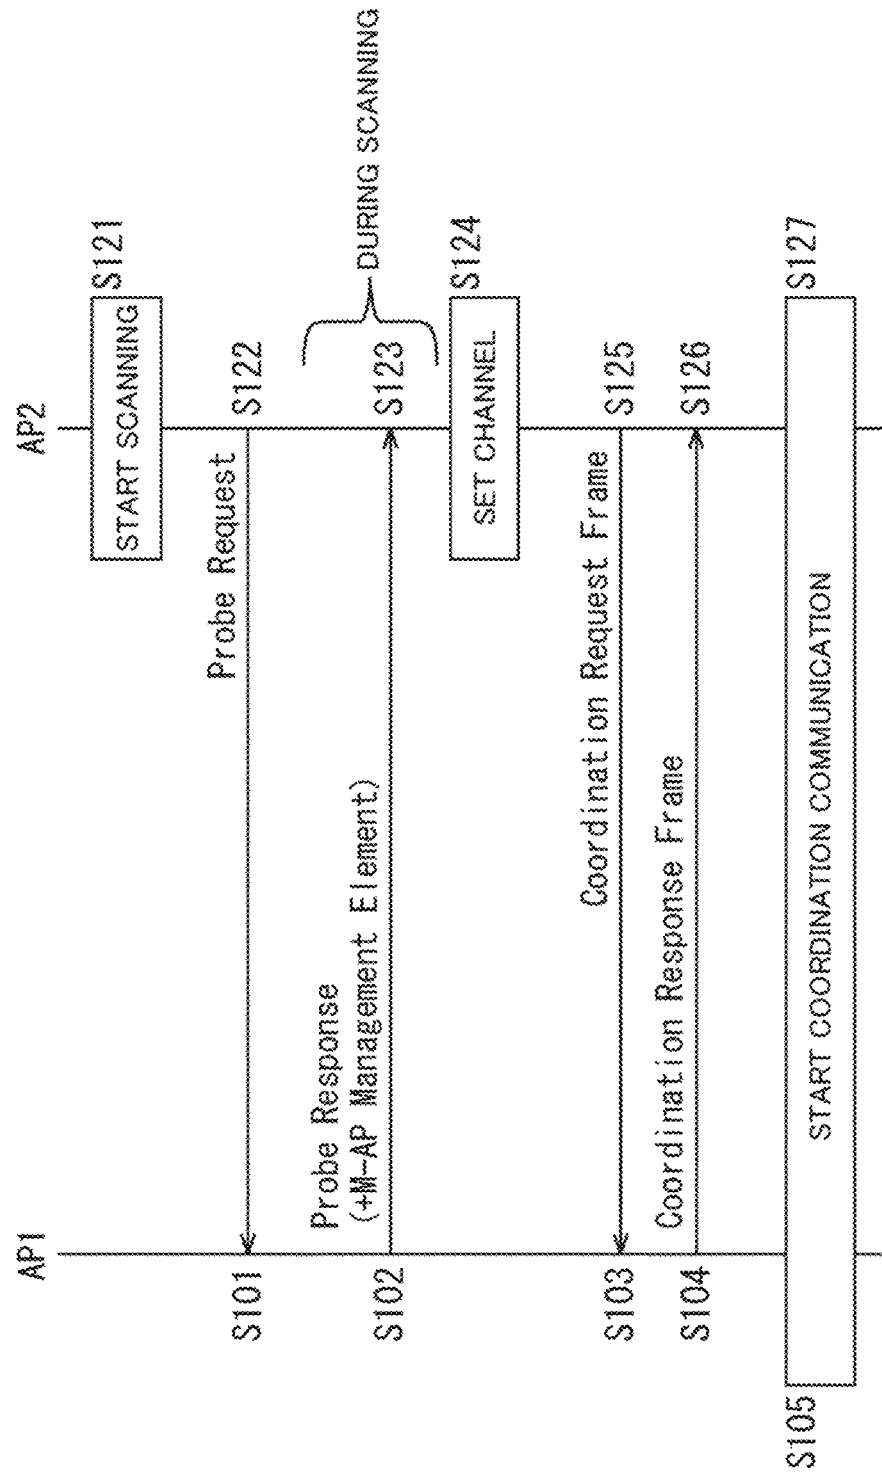 AP1
AP2
START SCANNING
S121
Probe Request
S101
S122
Probe Response
(+M-AP Management Element)
S102
S123
DURING SCANNING
SET CHANNEL
S124
Coordination Request Frame
S103
S125
Coordination Response Frame
S104
S126
START COORDINATION COMMUNICATION
S105
S127